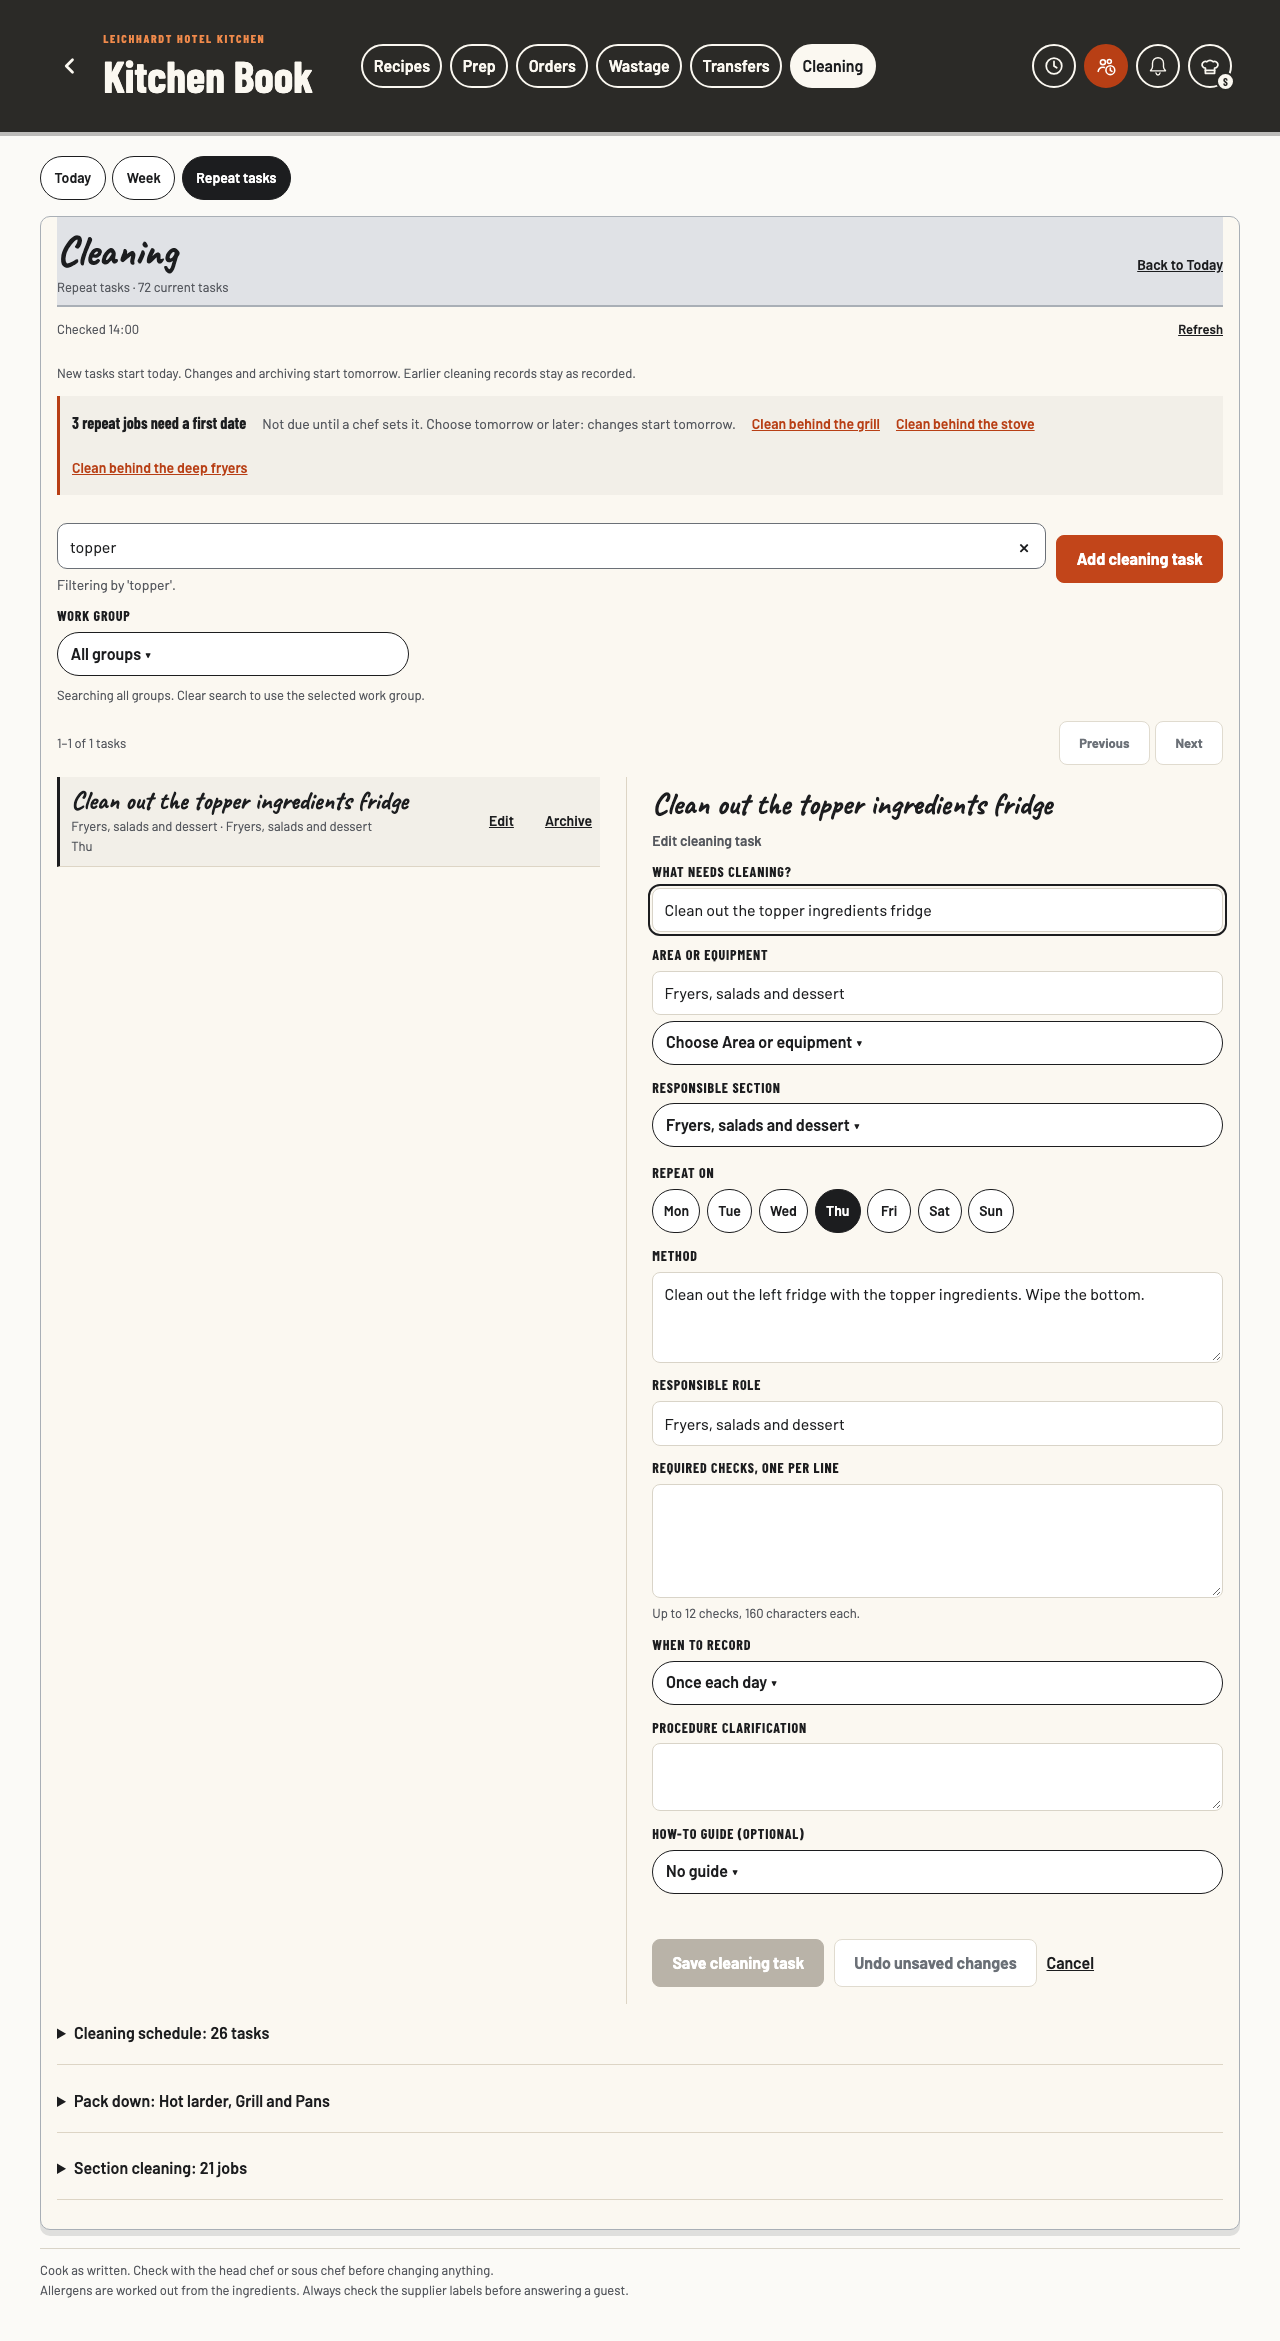 LEICHHARDT HOTEL KITCHEN
Kitchen Book
Recipes Prep Orders Wastage Transfers Cleaning
S
Today Week Repeat tasks
Cleaning
Repeat tasks · 72 current tasks
Back to Today
Checked 14:00
Refresh
New tasks start today. Changes and archiving start tomorrow. Earlier cleaning records stay as recorded.
3 repeat jobs need a first date Not due until a chef sets it. Choose tomorrow or later: changes start tomorrow. Clean behind the grill Clean behind the stove
Clean behind the deep fryers
topper ×
Add cleaning task
Filtering by 'topper'.
WORK GROUP
All groups ▾
Searching all groups. Clear search to use the selected work group.
1–1 of 1 tasks
Previous Next
Clean out the topper ingredients fridge
Fryers, salads and dessert · Fryers, salads and dessert
Thu
Edit Archive
Clean out the topper ingredients fridge
Edit cleaning task
WHAT NEEDS CLEANING?
Clean out the topper ingredients fridge
AREA OR EQUIPMENT
Fryers, salads and dessert
Choose Area or equipment ▾
RESPONSIBLE SECTION
Fryers, salads and dessert ▾
REPEAT ON
Mon Tue Wed Thu Fri Sat Sun
METHOD
Clean out the left fridge with the topper ingredients. Wipe the bottom.
RESPONSIBLE ROLE
Fryers, salads and dessert
REQUIRED CHECKS, ONE PER LINE
Up to 12 checks, 160 characters each.
WHEN TO RECORD
Once each day ▾
PROCEDURE CLARIFICATION
HOW-TO GUIDE (OPTIONAL)
No guide ▾
Save cleaning task Undo unsaved changes Cancel
▶ Cleaning schedule: 26 tasks
▶ Pack down: Hot larder, Grill and Pans
▶ Section cleaning: 21 jobs
Cook as written. Check with the head chef or sous chef before changing anything.
Allergens are worked out from the ingredients. Always check the supplier labels before answering a guest.